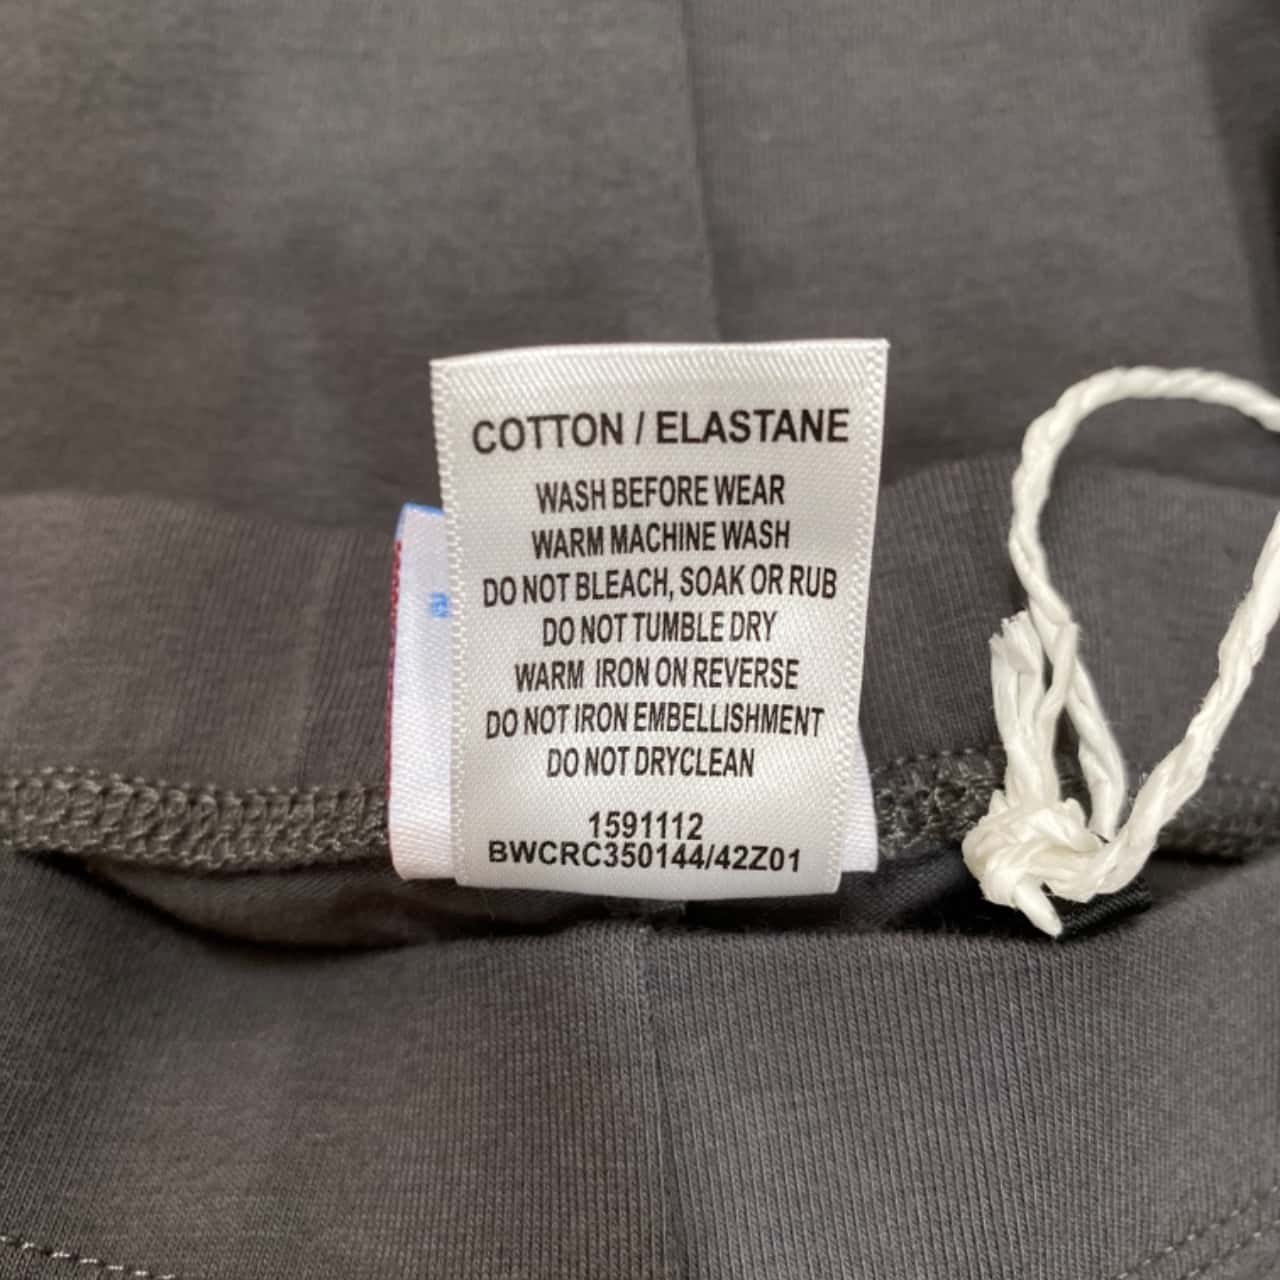 COTTON / ELASTANE
WASH BEFORE WEAR
WARM MACHINE WASH
DO NOT BLEACH, SOAK OR RUB
DO NOT TUMBLE DRY
WARM IRON ON REVERSE
DO NOT IRON EMBELLISHMENT
DO NOT DRYCLEAN
1591112
BWCRC350144/42Z01